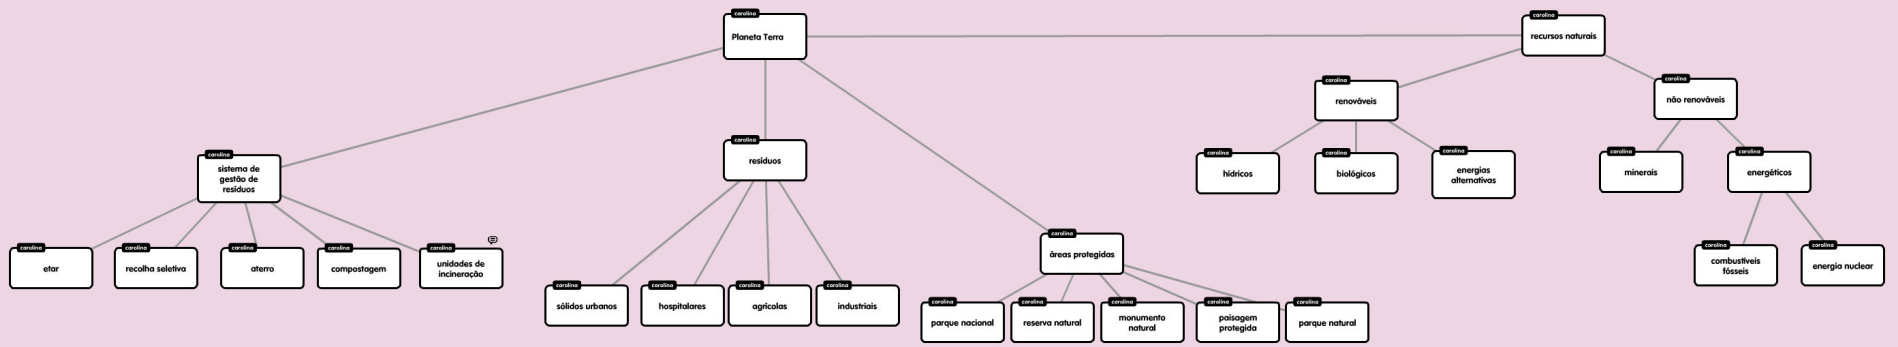 carolina
Planeta Terra
carolina
recursos naturais
carolina
renováveis
carolina
não renováveis
carolina
hídricos
carolina
biológicos
carolina
energias
alternativas
carolina
minerais
carolina
energéticos
carolina
combustíveis
fósseis
carolina
energia nuclear
carolina
sistema de
gestão de
resíduos
carolina
etar
carolina
recolha seletiva
carolina
aterro
carolina
compostagem
carolina
unidades de
incineração
carolina
resíduos
carolina
sólidos urbanos
carolina
hospitalares
carolina
agrícolas
carolina
industriais
carolina
áreas protegidas
carolina
parque nacional
carolina
reserva natural
carolina
monumento
natural
carolina
paisagem
protegida
carolina
parque natural